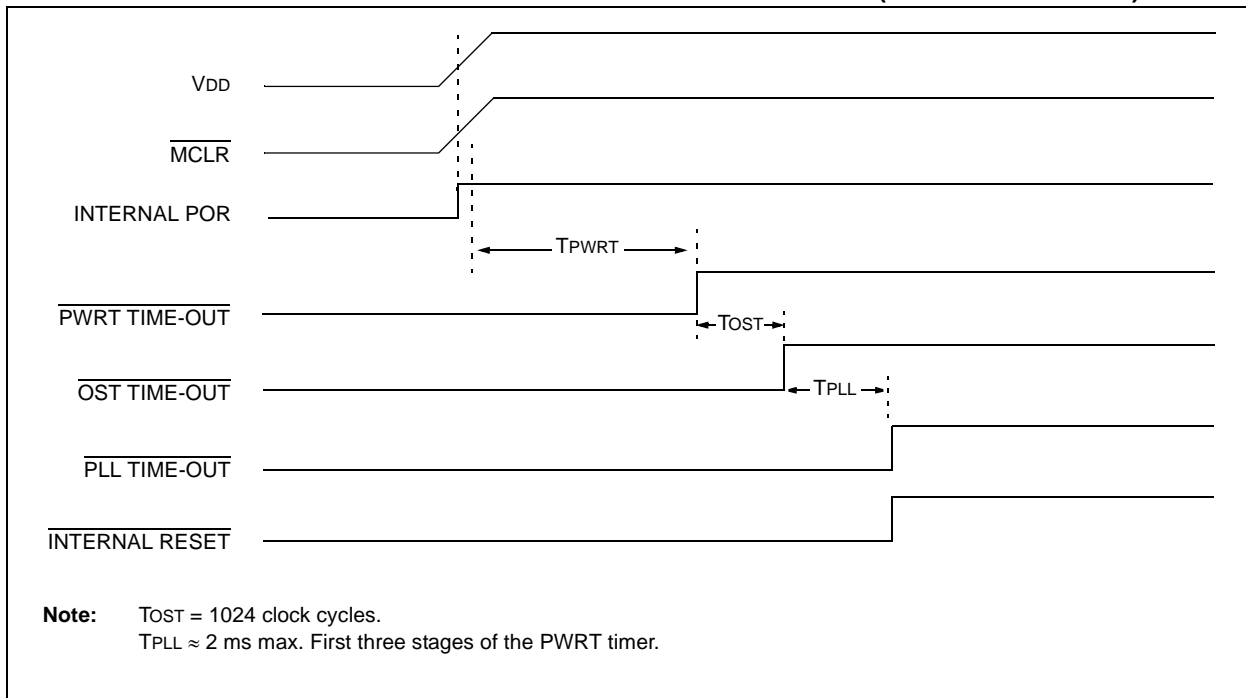 VDD
MCLR
INTERNAL POR
TPWRT
PWRT TIME-OUT
TOST
OST TIME-OUT
TPLL
PLL TIME-OUT
INTERNAL RESET
Note: TOST = 1024 clock cycles.
TPLL ≈ 2 ms max. First three stages of the PWRT timer.